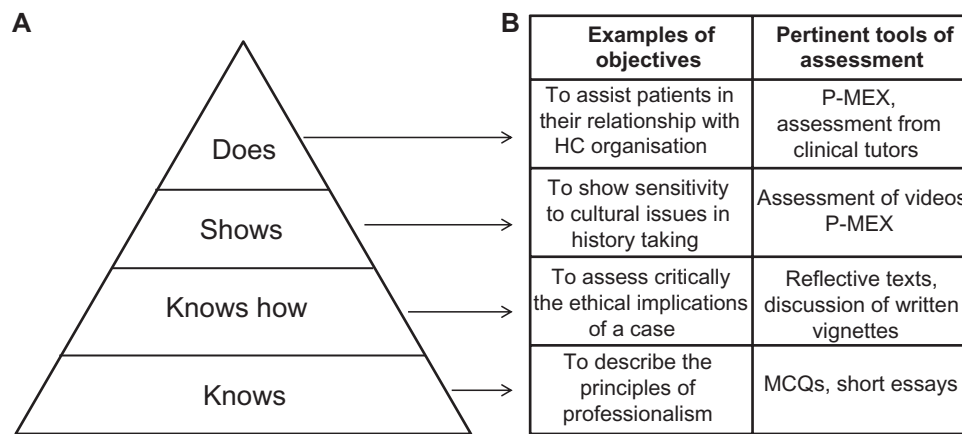 A
Does
Shows
Knows how
Knows
B
Examples of
objectives
Pertinent tools of
assessment
To assist patients in
their relationship with
HC organisation
P-MEX,
assessment from
clinical tutors
To show sensitivity
to cultural issues in
history taking
Assessment of videos
P-MEX
To assess critically
the ethical implications
of a case
Reflective texts,
discussion of written
vignettes
To describe the
principles of
professionalism
MCQs, short essays